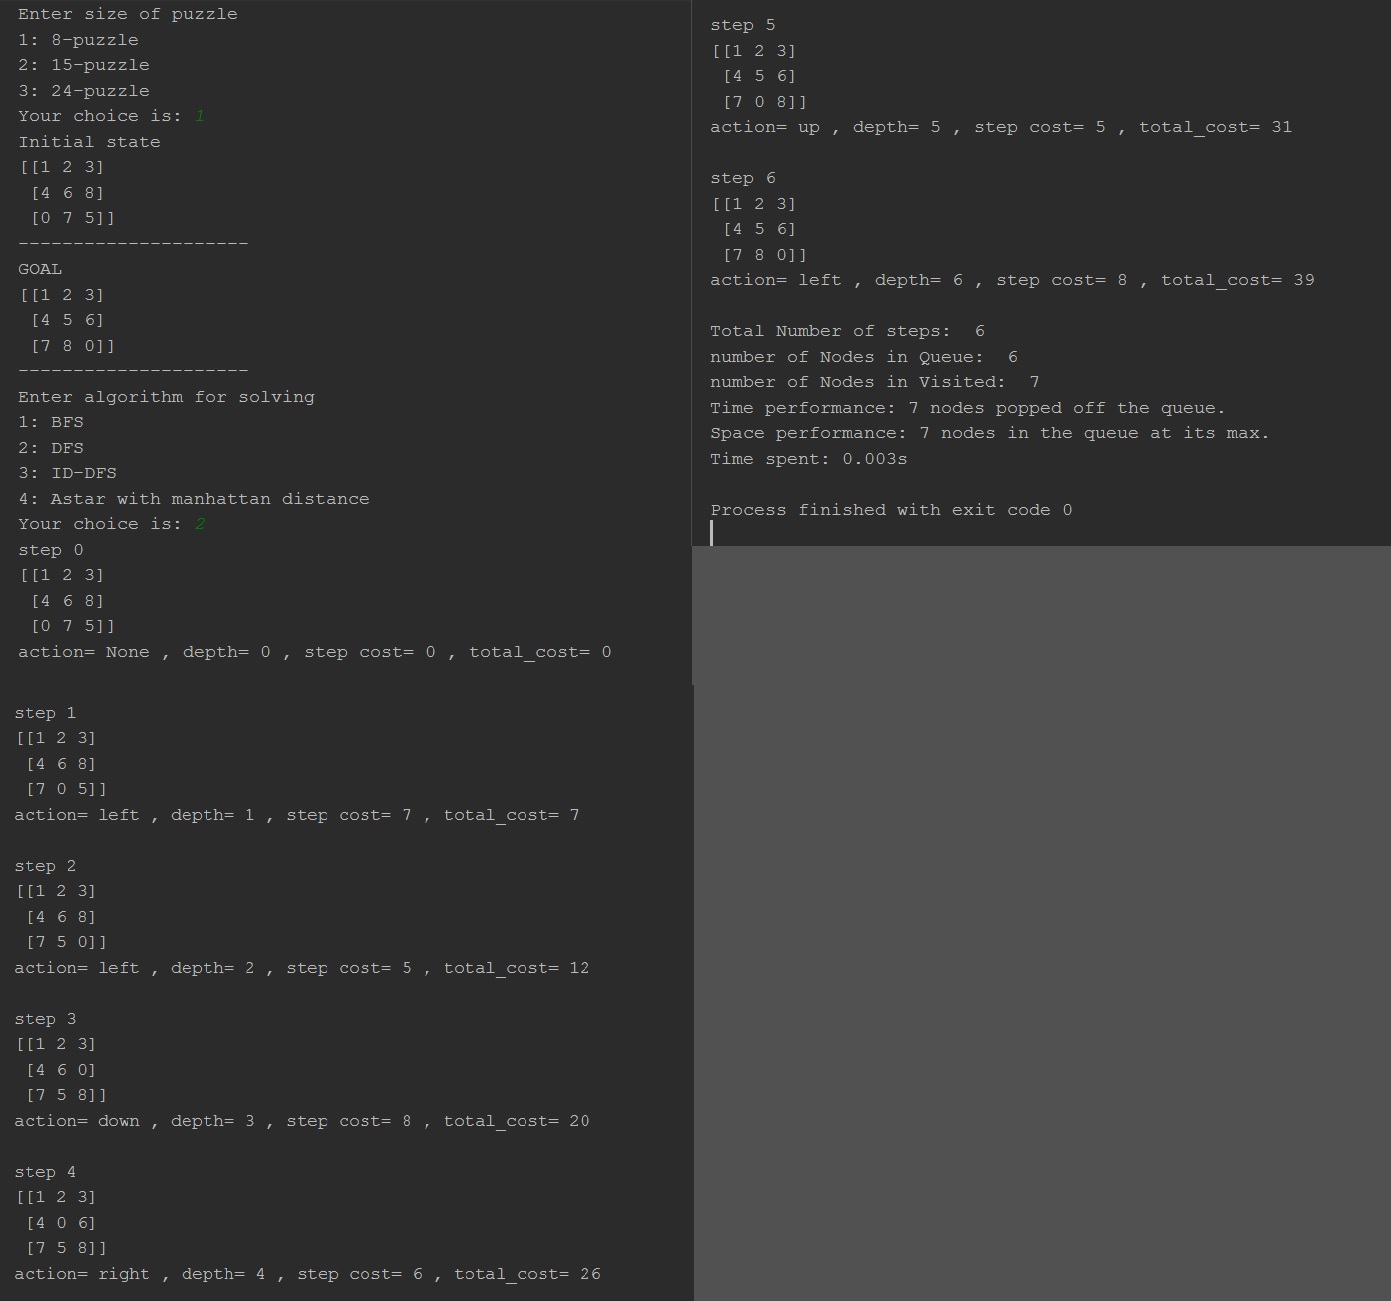 Enter size of puzzle
1: 8-puzzle
2: 15-puzzle
3: 24-puzzle
Your choice is: 1
Initial state
[[1 2 3]
 [4 6 8]
 [0 7 5]]
---------------------
GOAL
[[1 2 3]
 [4 5 6]
 [7 8 0]]
---------------------
Enter algorithm for solving
1: BFS
2: DFS
3: ID-DFS
4: Astar with manhattan distance
Your choice is: 2
step 0
[[1 2 3]
 [4 6 8]
 [0 7 5]]
action= None , depth= 0 , step cost= 0 , total_cost= 0
step 1
[[1 2 3]
 [4 6 8]
 [7 0 5]]
action= left , depth= 1 , step cost= 7 , total_cost= 7
step 2
[[1 2 3]
 [4 6 8]
 [7 5 0]]
action= left , depth= 2 , step cost= 5 , total_cost= 12
step 3
[[1 2 3]
 [4 6 0]
 [7 5 8]]
action= down , depth= 3 , step cost= 8 , total_cost= 20
step 4
[[1 2 3]
 [4 0 6]
 [7 5 8]]
action= right , depth= 4 , step cost= 6 , total_cost= 26
step 5
[[1 2 3]
 [4 5 6]
 [7 0 8]]
action= up , depth= 5 , step cost= 5 , total_cost= 31
step 6
[[1 2 3]
 [4 5 6]
 [7 8 0]]
action= left , depth= 6 , step cost= 8 , total_cost= 39
Total Number of steps:  6
number of Nodes in Queue:  6
number of Nodes in Visited:  7
Time performance: 7 nodes popped off the queue.
Space performance: 7 nodes in the queue at its max.
Time spent: 0.003s
Process finished with exit code 0